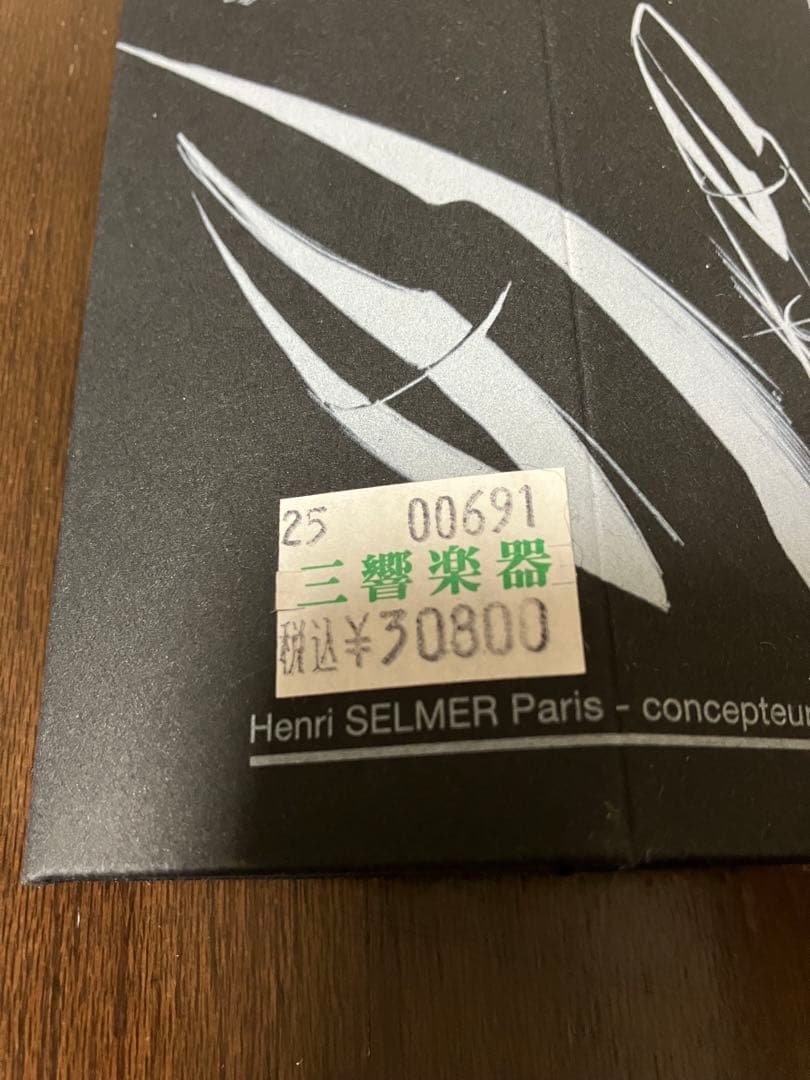 25 00691
三響楽器
税込¥30800
Henri SELMER Paris - concepteur